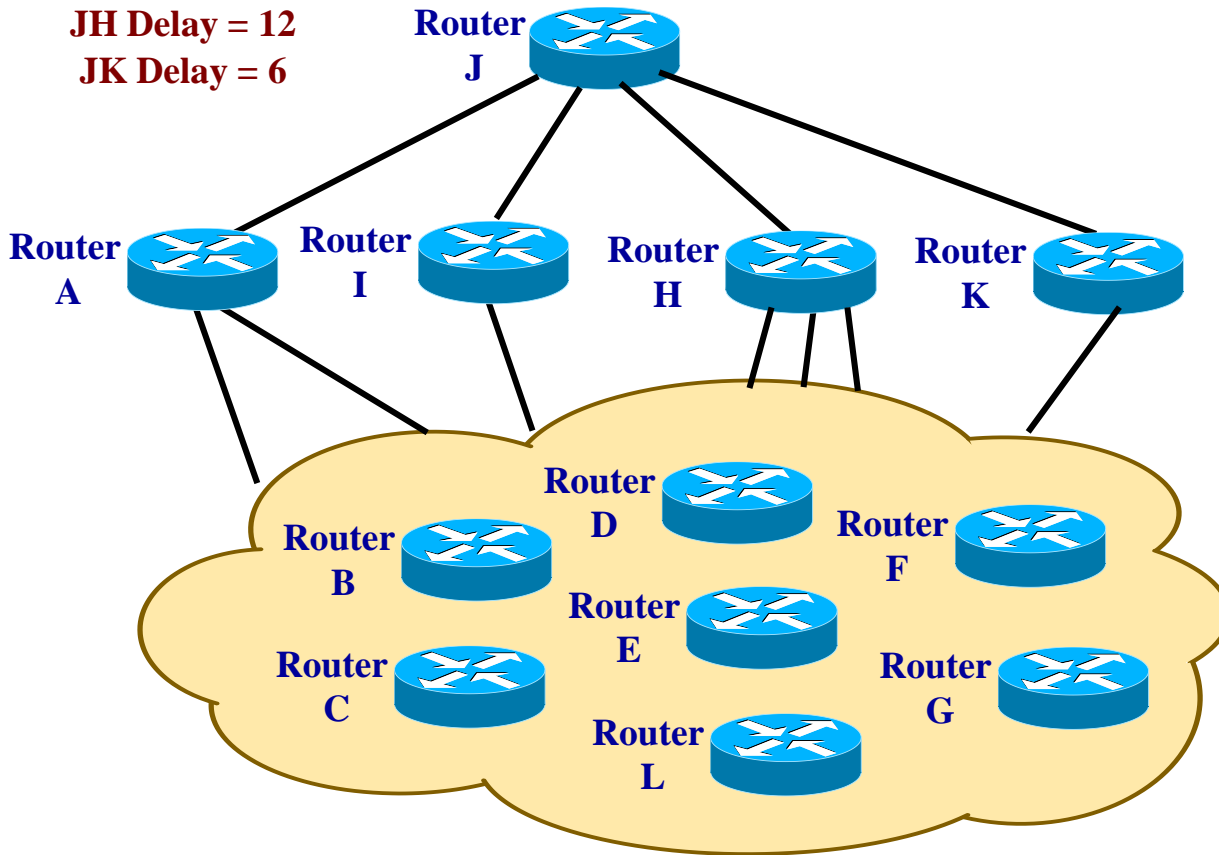 JH Delay = 12
JK Delay = 6
Router
J
Router
A
Router
I
Router
H
Router
K
Router
D
Router
B
Router
F
Router
E
Router
C
Router
G
Router
L